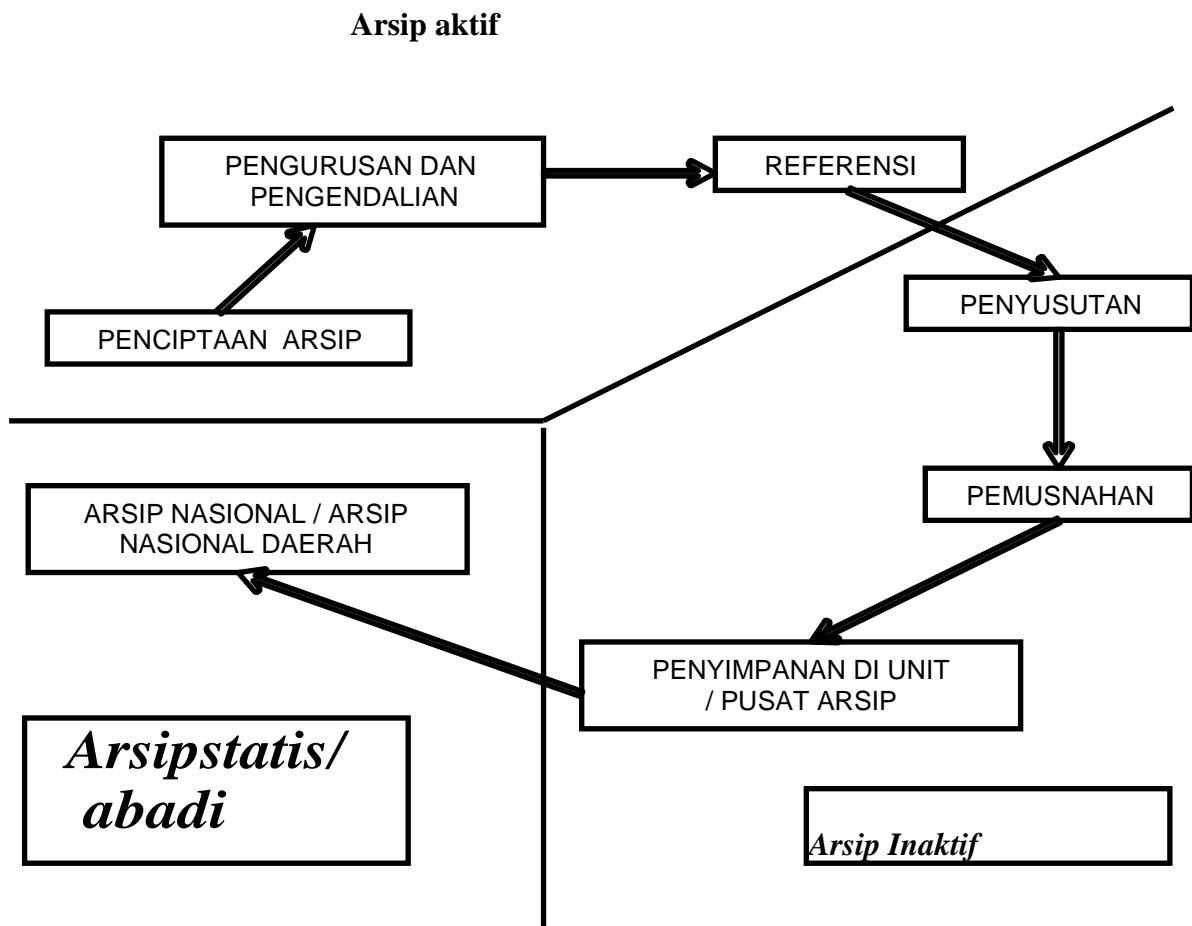 Arsip aktif
PENGURUSAN DAN
PENGENDALIAN
REFERENSI
PENCIPTAAN ARSIP
PENYUSUTAN
PEMUSNAHAN
ARSIP NASIONAL / ARSIP
NASIONAL DAERAH
PENYIMPANAN DI UNIT
/ PUSAT ARSIP
Arsipstatis/
abadi
Arsip Inaktif